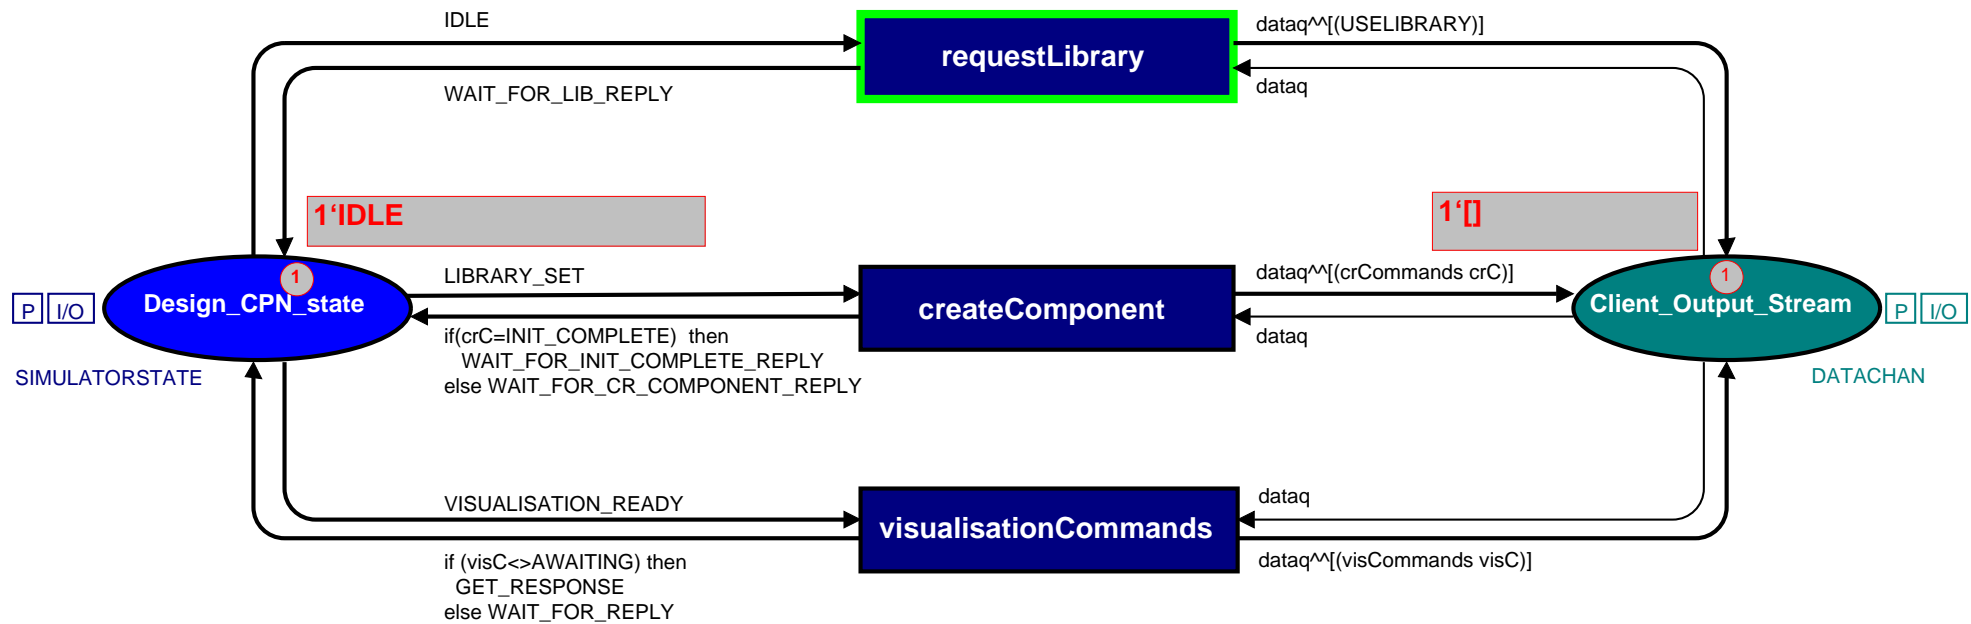 IDLE
dataq^^[(USELIBRARY)]
requestLibrary
WAIT_FOR_LIB_REPLY
dataq
1‘IDLE
1‘[]
1
1
LIBRARY_SET
dataq^^[(crCommands crC)]
P I/O
Design_CPN_state
createComponent
Client_Output_Stream
P I/O
if(crC=INIT_COMPLETE) then
WAIT_FOR_INIT_COMPLETE_REPLY
else WAIT_FOR_CR_COMPONENT_REPLY
dataq
SIMULATORSTATE
DATACHAN
VISUALISATION_READY
dataq
visualisationCommands
if (visC<>AWAITING) then
GET_RESPONSE
else WAIT_FOR_REPLY
dataq^^[(visCommands visC)]